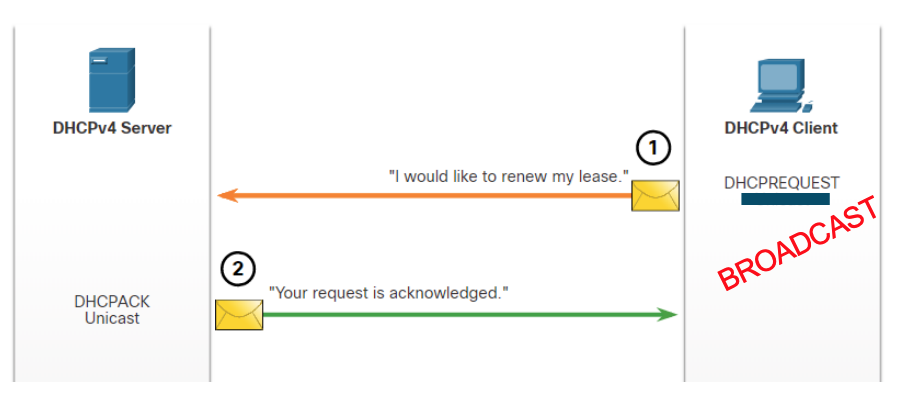 DHCPv4 Server
DHCPv4 Client
1
"I would like to renew my lease."
DHCPREQUEST
BROADCAST
2
"Your request is acknowledged."
DHCPACK
Unicast